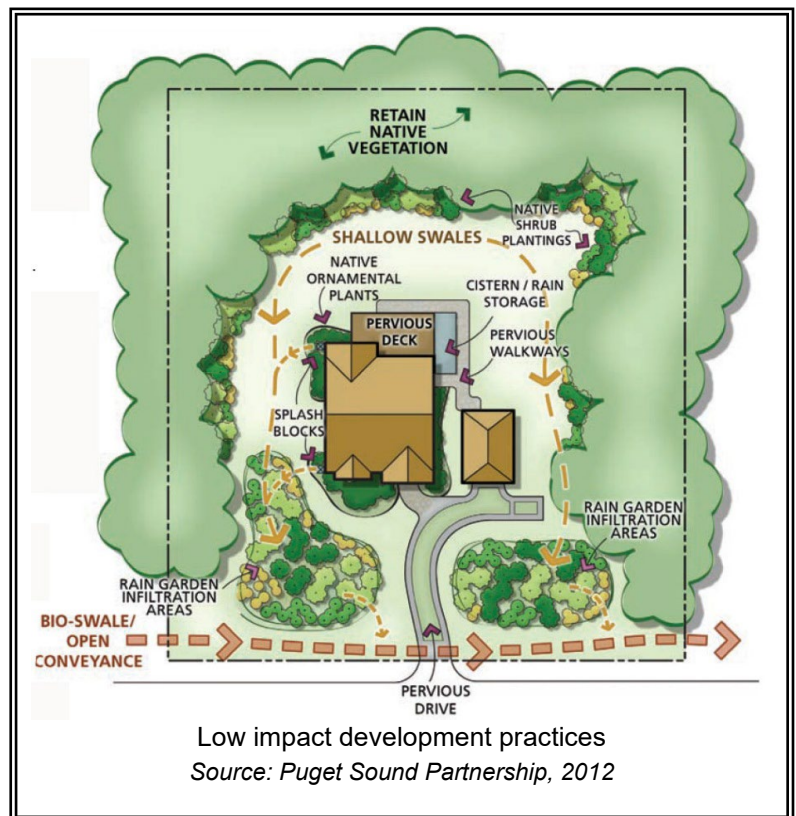 RETAIN
NATIVE
VEGETATION
NATIVE
SHRUB
PLANTINGS
SHALLOW SWALES
NATIVE
ORNAMENTAL
PLANTS
CISTERN / RAIN
STORAGE
PERVIOUS
DECK
PERVIOUS
WALKWAYS
SPLASH
BLOCKS
RAIN GARDEN
INFILTRATION
AREAS
RAIN GARDEN
INFILTRATION
AREAS
BIO-SWALE/
OPEN
CONVEYANCE
PERVIOUS
DRIVE
Low impact development practices
Source: Puget Sound Partnership, 2012